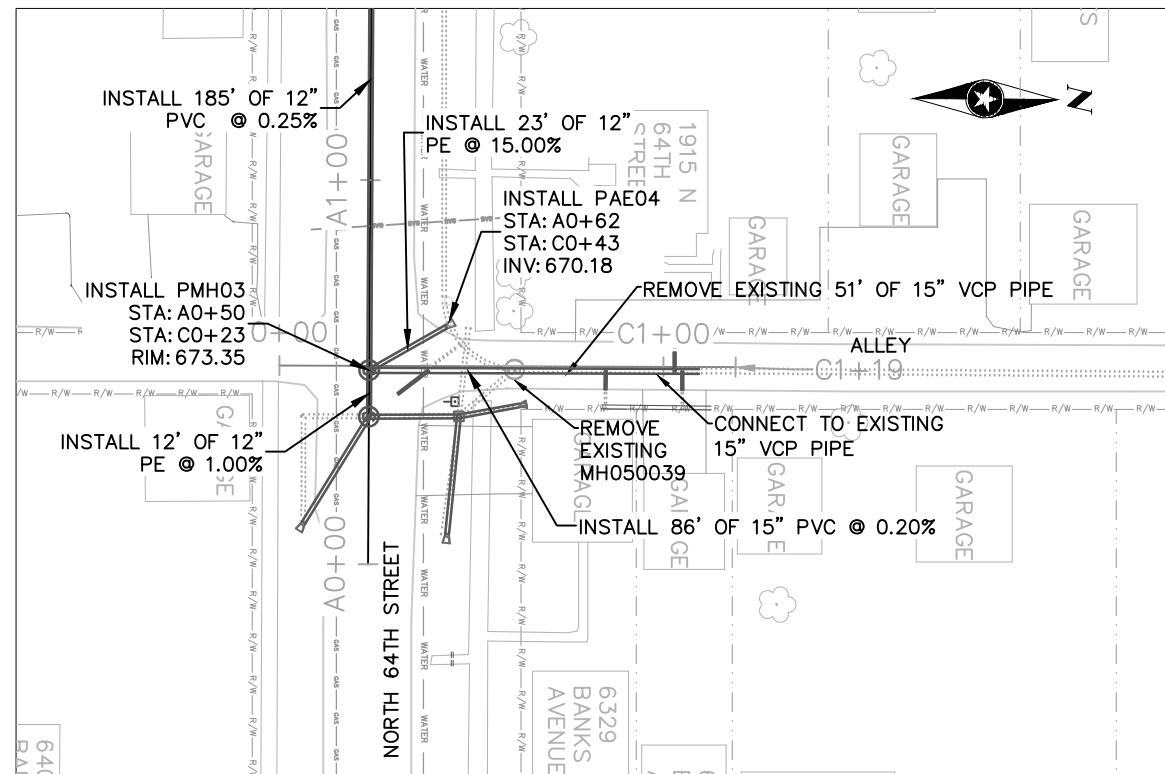 INSTALL 185' OF 12"
PVC @ 0.25%
INSTALL 23' OF 12"
PE @ 15.00%
INSTALL PAE04
STA: A0+62
STA: C0+43
INV: 670.18
INSTALL PMH03
STA: A0+50
STA: C0+23
RIM: 673.35
REMOVE EXISTING 51' OF 15" VCP PIPE
ALLEY
INSTALL 12' OF 12"
PE @ 1.00%
REMOVE
EXISTING
MH050039
CONNECT TO EXISTING
15" VCP PIPE
INSTALL 86' OF 15" PVC @ 0.20%
NORTH 64TH STREET
A1+00
A0+00
0+00
C1+00
C1+19
1915 N
64TH
STREE
GARAGE
GARAGE
GARAGE
GARAGE
GARAGE
GARAGE
6329
BANKS
AVENUE
640
N
S
R/W
GAS
WATER